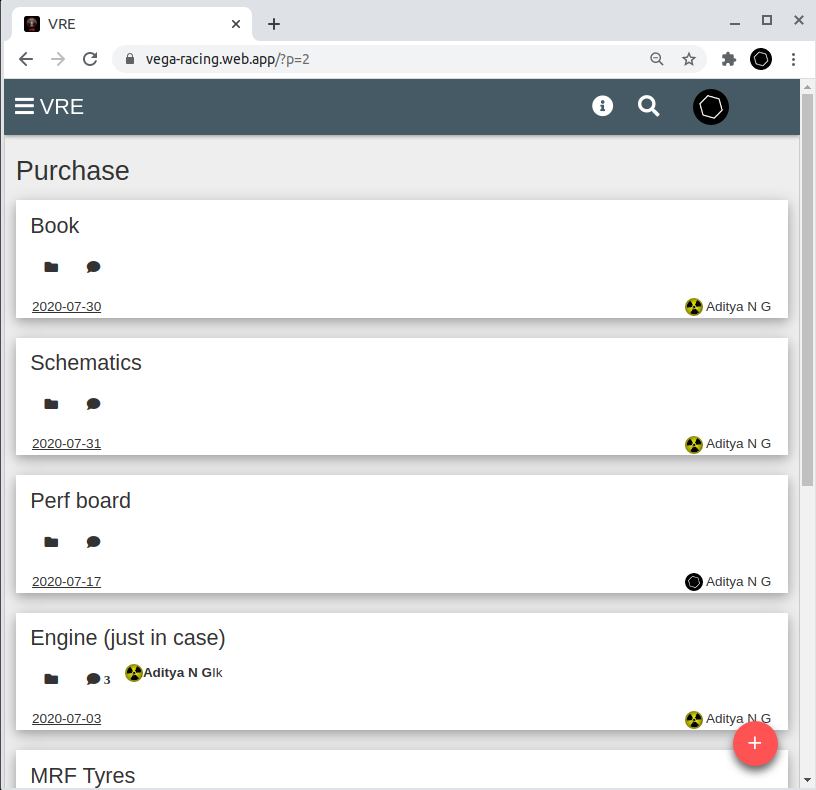 VRE
vega-racing.web.app/?p=2
VRE
Purchase
Book
2020-07-30 Aditya N G
Schematics
2020-07-31 Aditya N G
Perf board
2020-07-17 Aditya N G
Engine (just in case)
3 Aditya N Glk
2020-07-03 Aditya N G
MRF Tyres